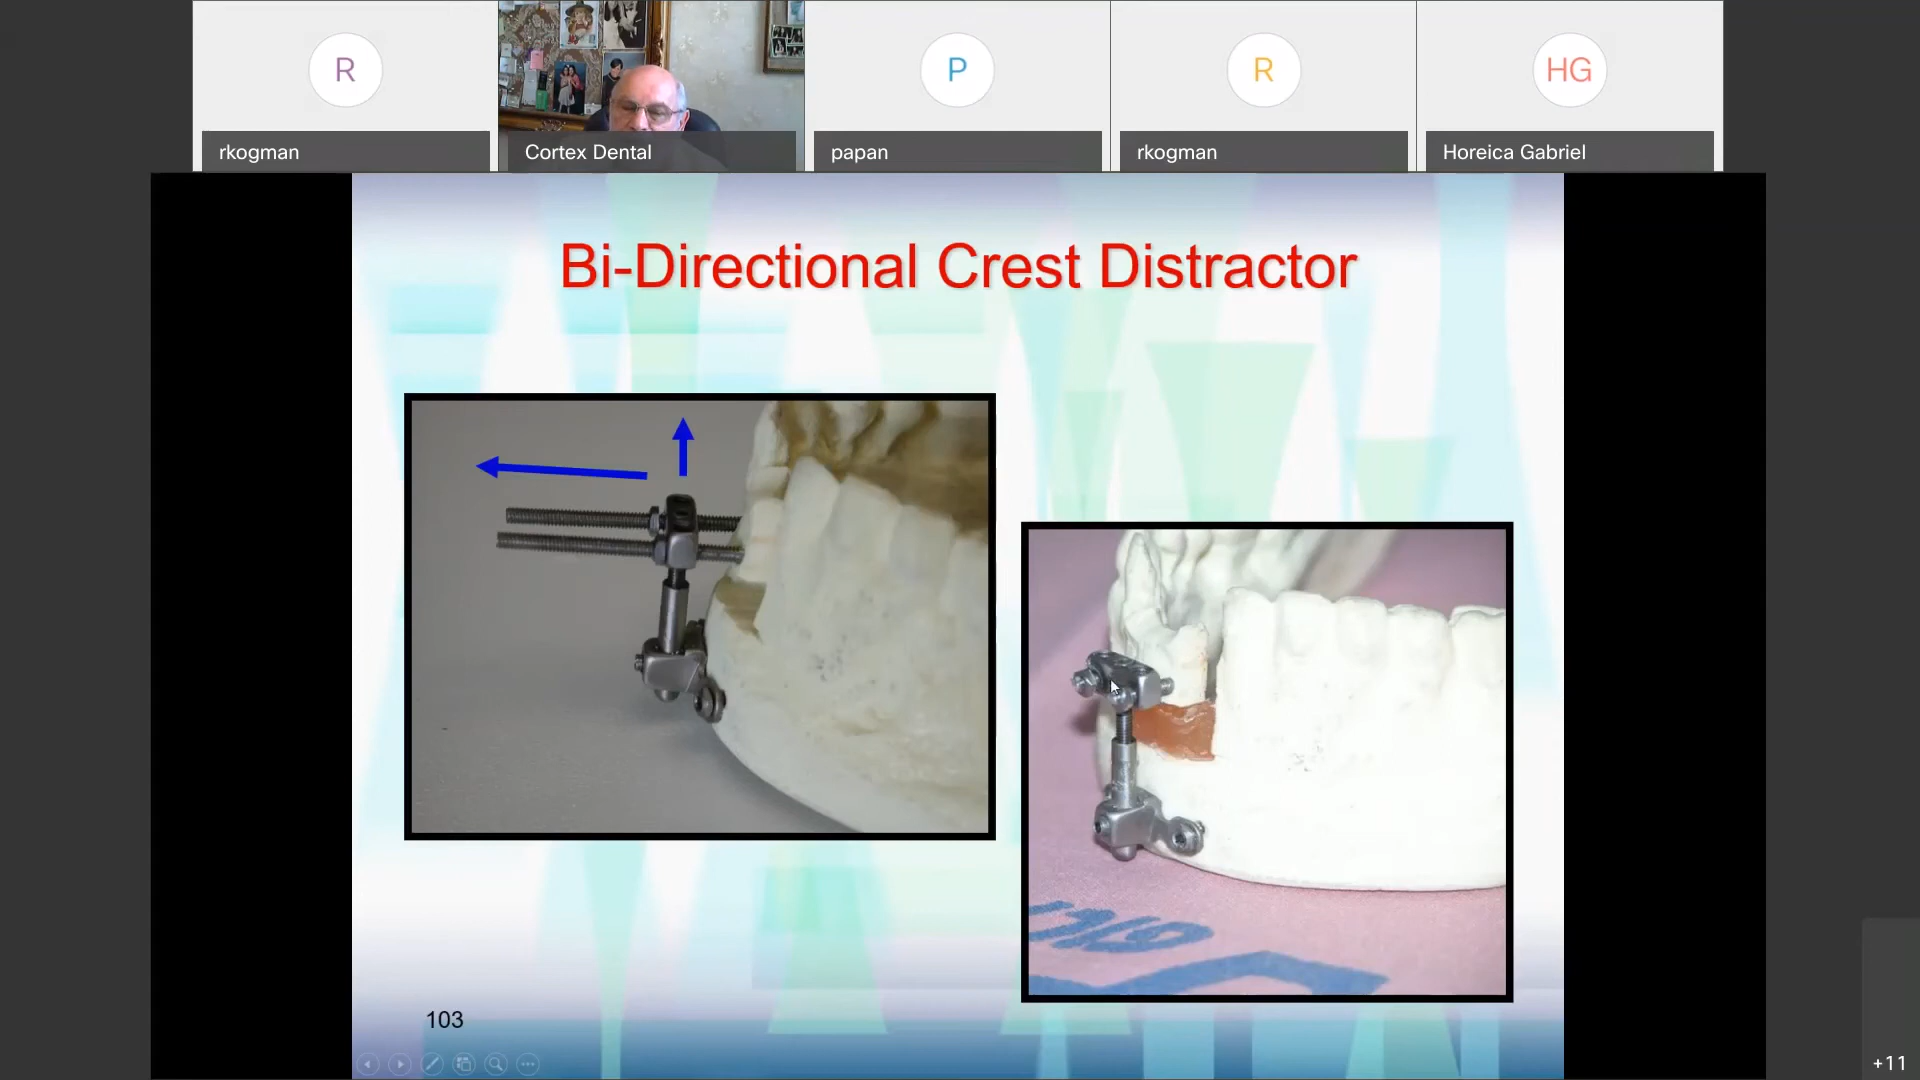 R
P
R
HG
rkogman
Cortex Dental
papan
rkogman
Horeica Gabriel
Bi-Directional Crest Distractor
103
+11